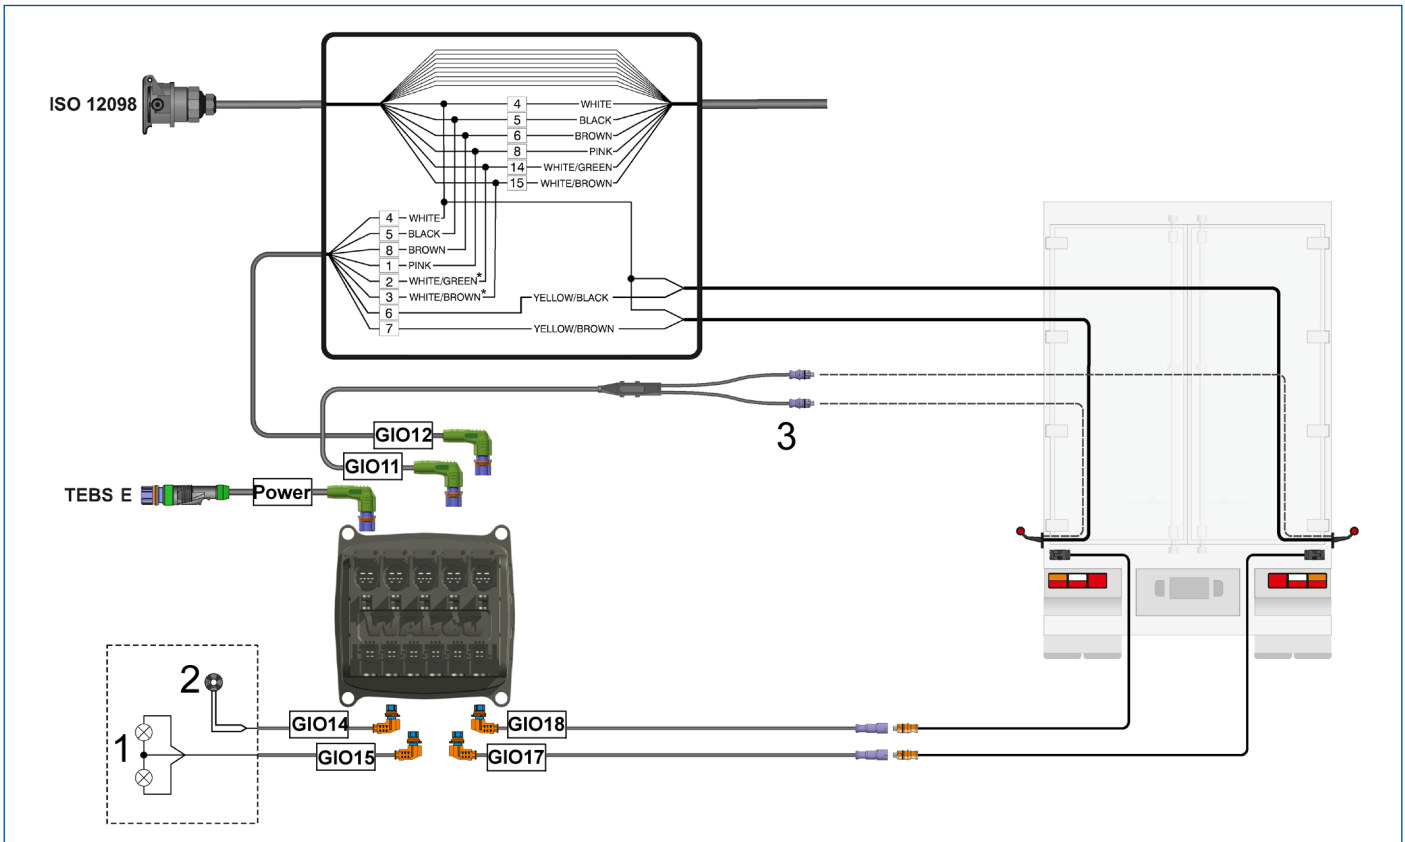 ISO 12098
4 WHITE
5 BLACK
6 BROWN
8 PINK
14 WHITE/GREEN
15 WHITE/BROWN
4 WHITE
5 BLACK
8 BROWN
1 PINK
2 WHITE/GREEN*
3 WHITE/BROWN*
6 YELLOW/BLACK
7 YELLOW/BROWN
3
GIO12
GIO11
TEBS E
Power
WABCO
2
1
GIO14
GIO18
GIO15
GIO17